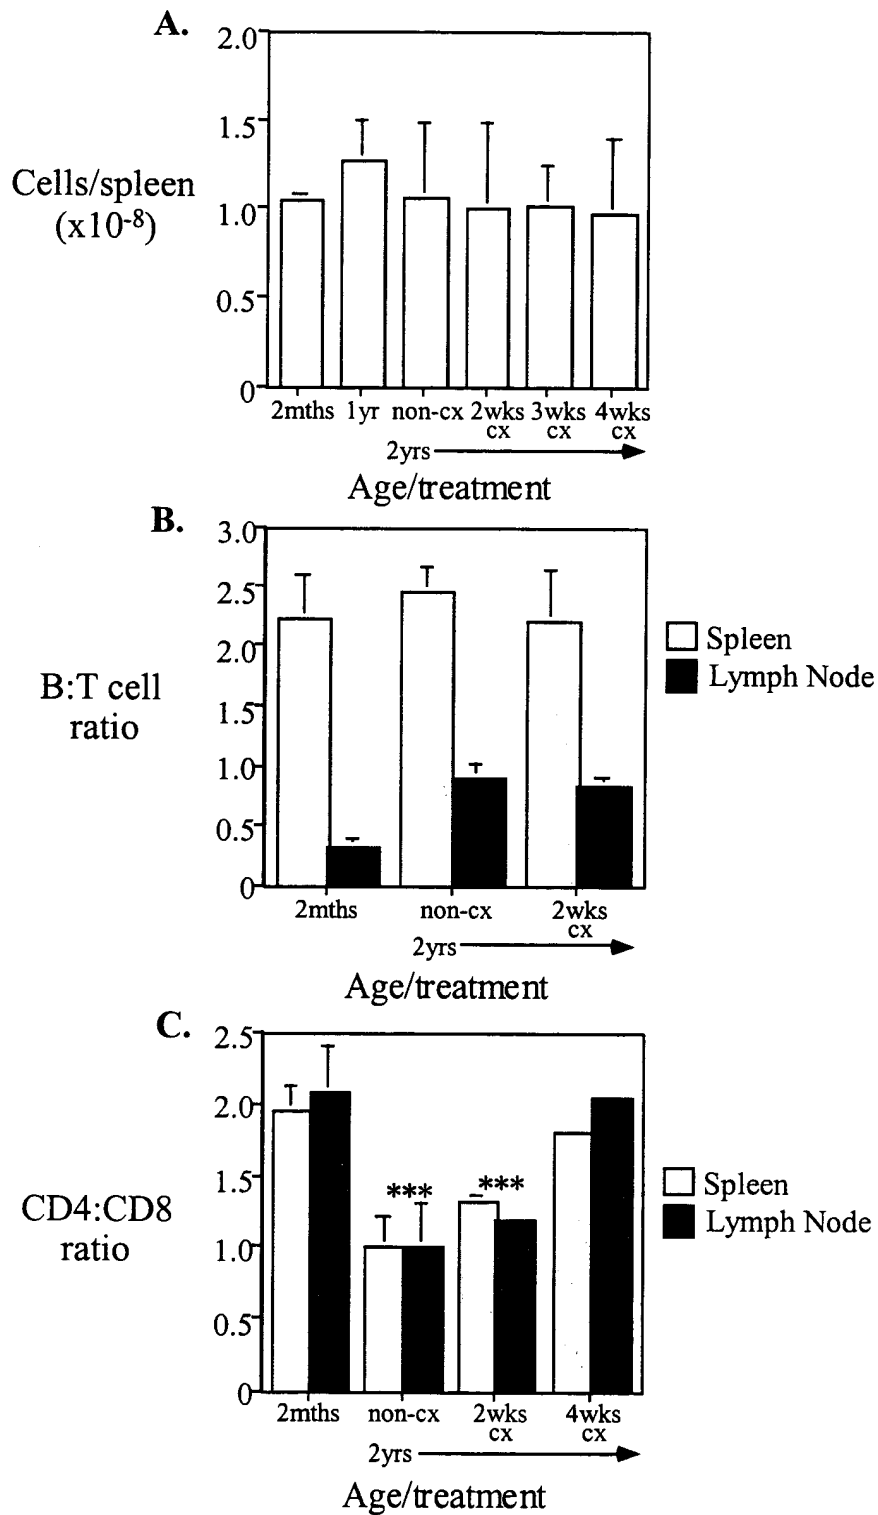 A.
2.0
1.5
1.0
0.5
0
Cells/spleen
(x10-8)
2mths 1yr non-cx 2wks 3wks 4wks
cx cx cx
2yrs
Age/treatment
B.
3.0
2.5
2.0
1.5
1.0
0.5
0
B:T cell
ratio
Spleen
Lymph Node
2mths non-cx 2wks
cx
2yrs
Age/treatment
C.
2.5
2.0
1.5
1.0
0.5
0
CD4:CD8
ratio
*** ***
Spleen
Lymph Node
2mths non-cx 2wks 4wks
cx cx
2yrs
Age/treatment